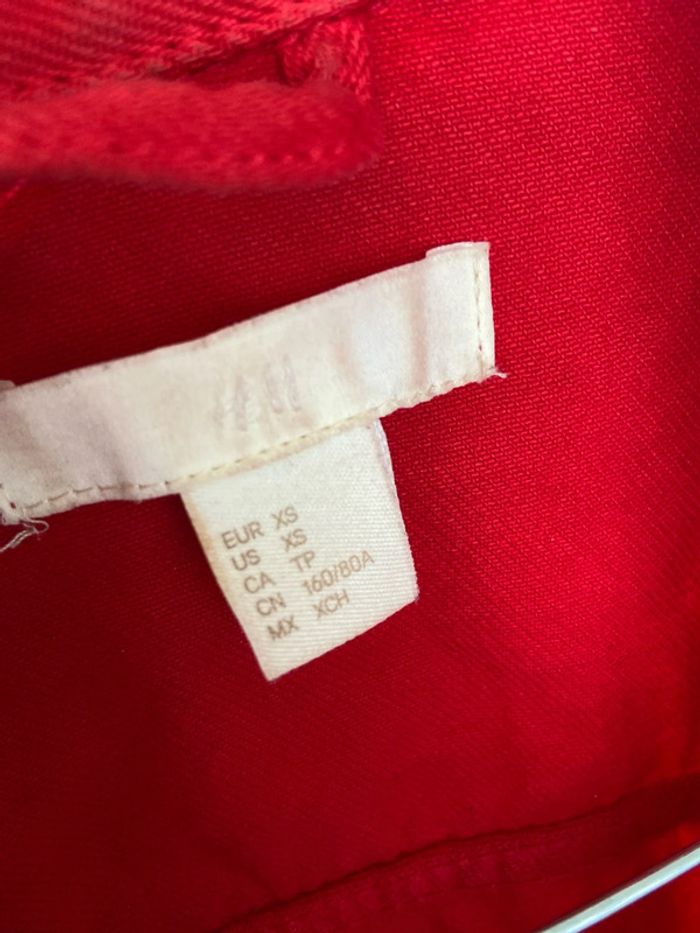 EUR XS
US XS
CA TP
CN 160/80A
MX XCH